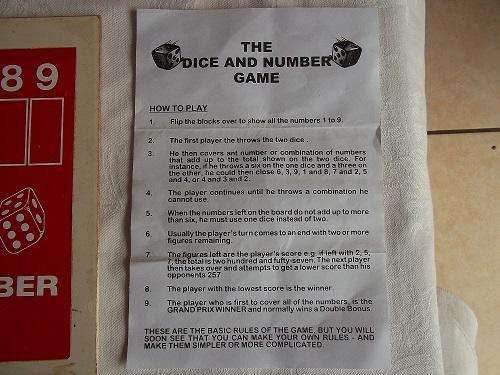 8 9
MBER
THE
DICE AND NUMBER
GAME
HOW TO PLAY
1. Flip the blocks over to show all the numbers 1 to 9.
2. The first player the throws the two dice .
3. He then covers ant number or combination of numbers
that add up to the total shown on the two dice. For
instance, if he throws a six on the one dice and a three on
the other, he could then close 6, 3, 9, 1 and 8, 7 and 2, 5
and 4, or 4 and 3 and 2.
4. The player continues until he throws a combination he
cannot use.
5. When the numbers left on the board do not add up to more
than six, he must use one dice instead of two.
6. Usually the player's turn comes to an end with two or more
figures remaining.
7. The figures left are the player's score e.g. if left with 2, 5,
7, the total is two hundred and fifty-seven. The next player
then takes over and attempts to get a lower score than his
opponents 257
8. The player with the lowest score is the winner.
9. The player who is first to cover all of the numbers, is the
GRAND PRIX WINNER and normally wins a Double Bonus.
THESE ARE THE BASIC RULES OF THE GAME, BUT YOU WILL
SOON SEE THAT YOU CAN MAKE YOUR OWN RULES - AND
MAKE THEM SIMPLER OR MORE COMPLICATED.